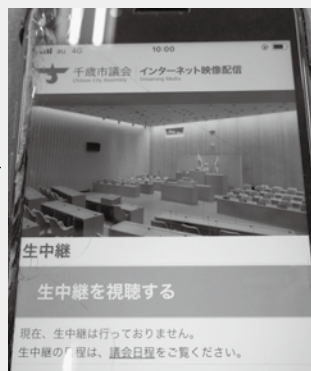 au 4G 10:00
千歳市議会 インターネット映像配信
Chitose City Assembly Streaming Media
生中継
生中継を視聴する
現在、生中継は行っておりません。
生中継の日程は、議会日程をご覧ください。